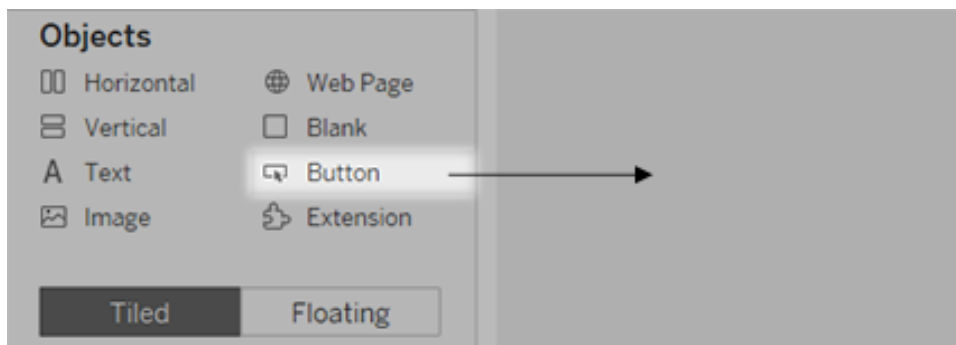 Objects
Horizontal Web Page
Vertical Blank
Text Button
Image Extension
Tiled Floating